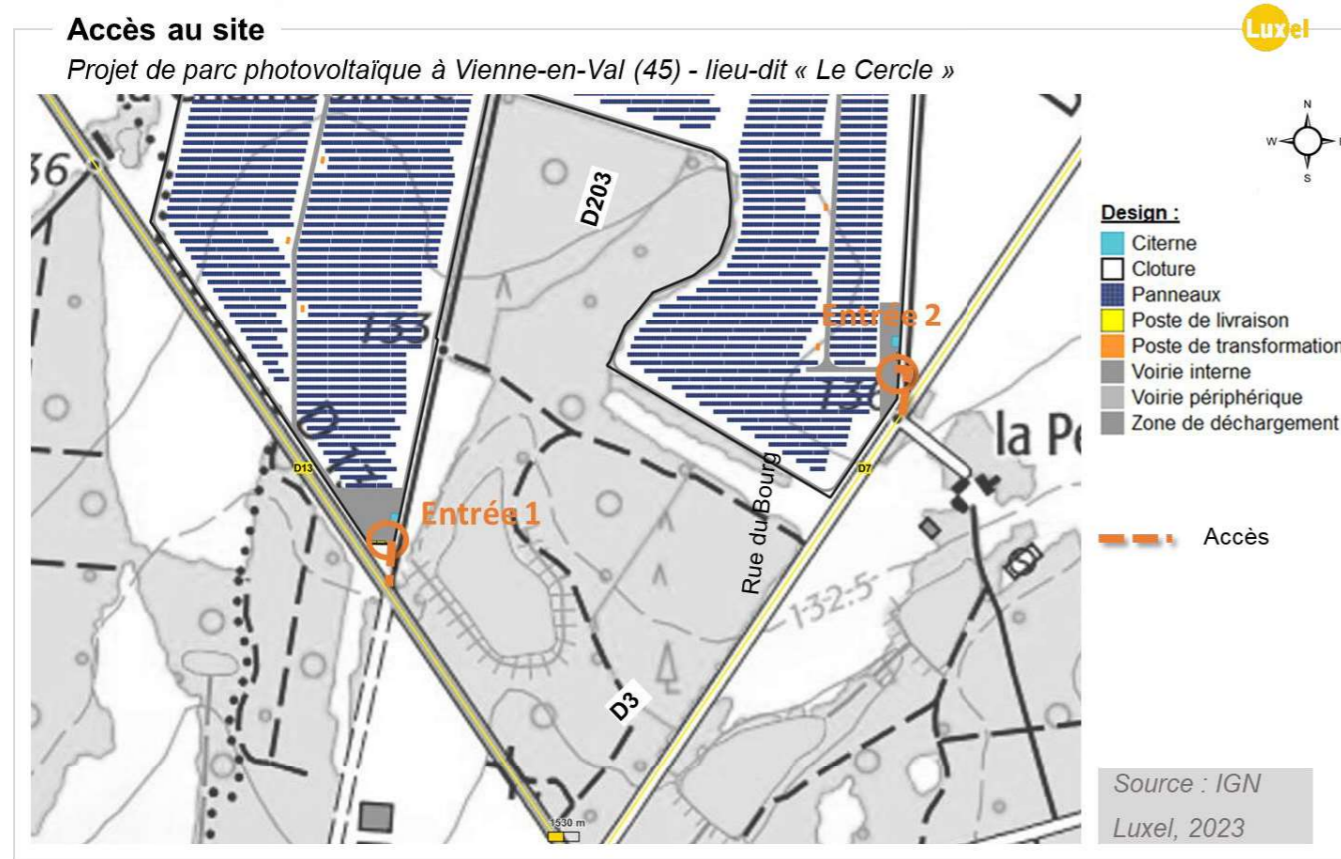 Accès au site
Luxel
Projet de parc photovoltaïque à Vienne-en-Val (45) - lieu-dit « Le Cercle »
N
W
S
36
D203
Design :
Citerne
Cloture
Panneaux
Poste de livraison
Poste de transformation
Voirie interne
Voirie périphérique
Zone de déchargement
Entrée 2
133
136
la Pe
D13
D7
Rue du Bourg
Entrée 1
Accès
132.5
D3
Source : IGN
Luxel, 2023
1530 m